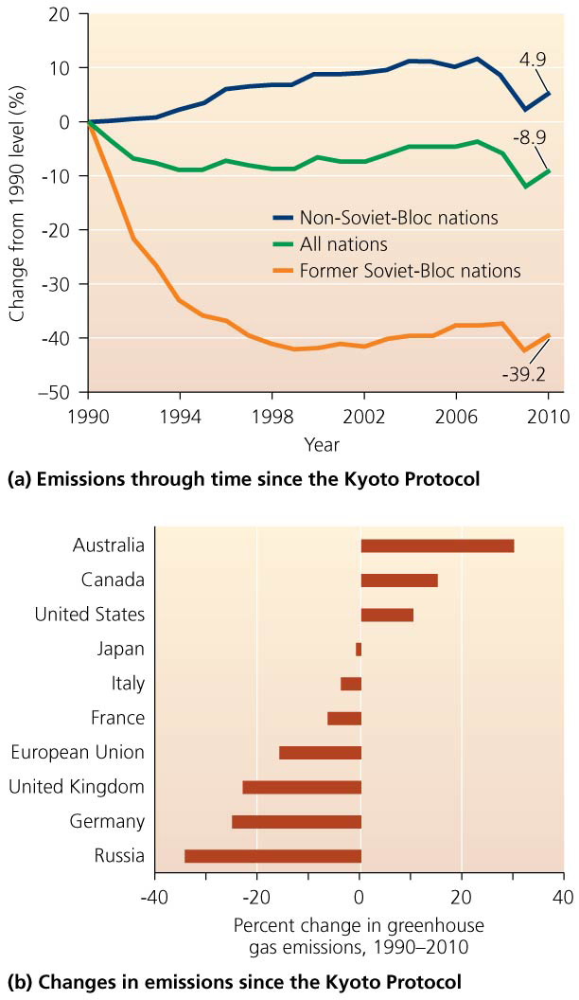 20
10
0
-10
-20
-30
-40
–50
Change from 1990 level (%)
4.9
-8.9
-39.2
Non-Soviet-Bloc nations
All nations
Former Soviet-Bloc nations
1990 1994 1998 2002 2006 2010
Year
(a) Emissions through time since the Kyoto Protocol
Australia
Canada
United States
Japan
Italy
France
European Union
United Kingdom
Germany
Russia
-40 -20 0 20 40
Percent change in greenhouse
gas emissions, 1990–2010
(b) Changes in emissions since the Kyoto Protocol